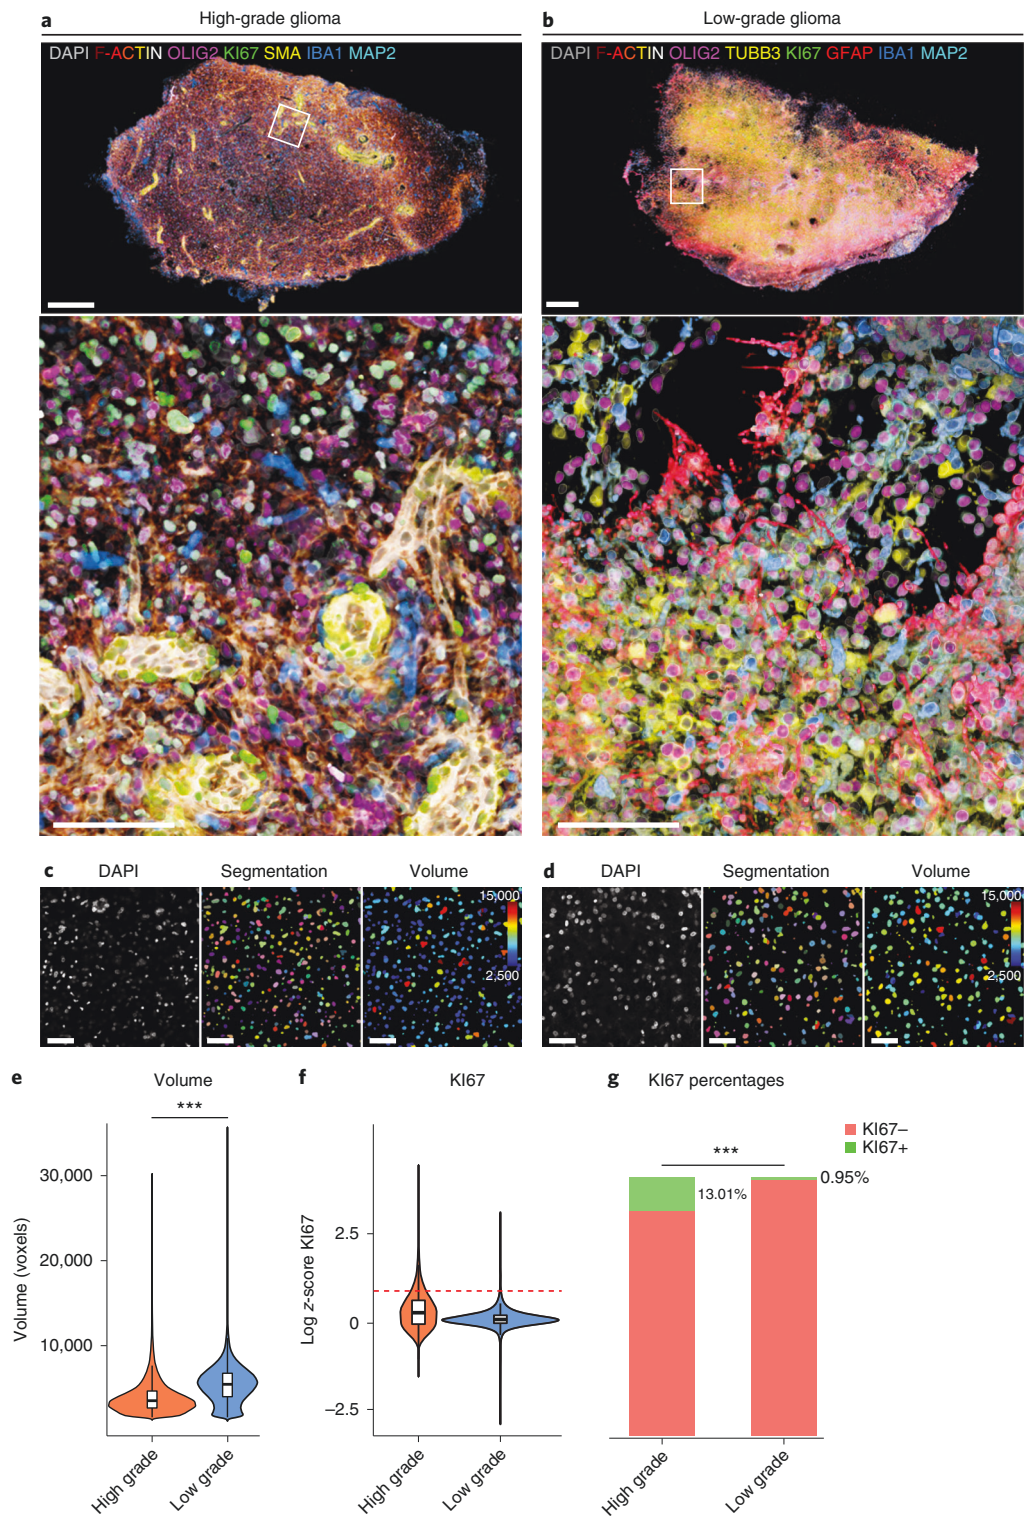 a High-grade glioma
DAPI F-ACTIN OLIG2 KI67 SMA IBA1 MAP2
b Low-grade glioma
DAPI F-ACTIN OLIG2 TUBB3 KI67 GFAP IBA1 MAP2
c DAPI Segmentation Volume
15,000
2,500
d DAPI Segmentation Volume
15,000
2,500
e Volume
***
30,000
20,000
10,000
Volume (voxels)
High grade
Low grade
f KI67
2.5
0
–2.5
Log z-score KI67
High grade
Low grade
g KI67 percentages
KI67–
KI67+
***
13.01%
0.95%
High grade
Low grade